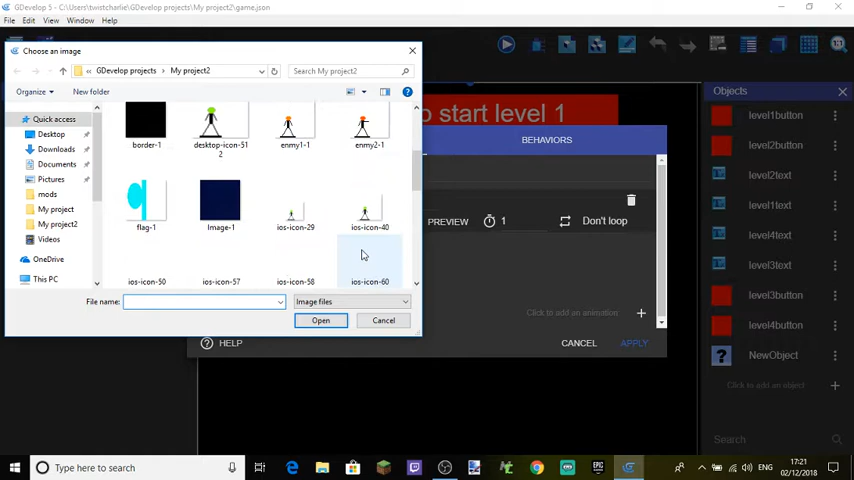 GDevelop 5 - C:\Users\twistcharlie\GDevelop projects\My project2\game.json
File Edit View Window Help
Choose an image
GDevelop projects
My project2
Search My project2
Organize
New folder
Quick access
Desktop
Downloads
Documents
Pictures
mods
My project
My project2
Videos
OneDrive
This PC
border-1
desktop-icon-51
2
enmy1-1
enmy2-1
flag-1
Image-1
ios-icon-29
ios-icon-40
ios-icon-50
ios-icon-57
ios-icon-58
ios-icon-60
File name:
Image files
Open
Cancel
o start level 1
BEHAVIORS
PREVIEW
1
Don't loop
Click to add an animation
HELP
CANCEL
APPLY
1:1
Objects
level1button
level2button
level2text
level1text
level4text
level3text
level3button
level4button
NewObject
Click to add an object
Search
Type here to search
EPIC
ENG
17:21
02/12/2018